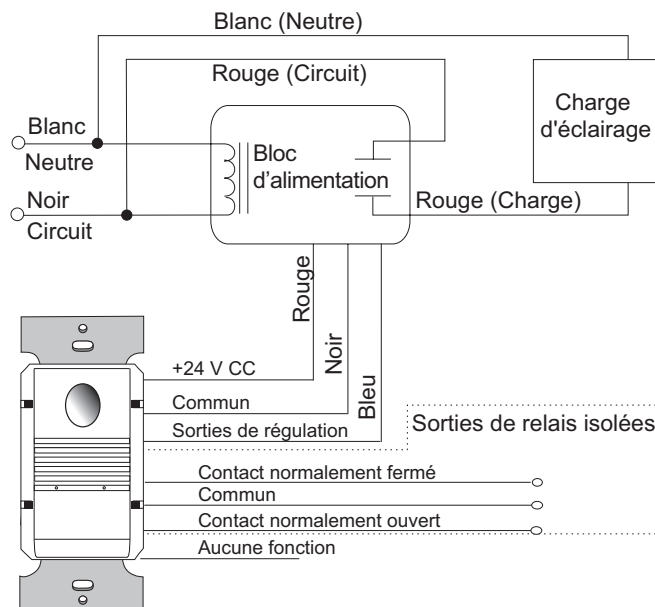 Blanc (Neutre)
Rouge (Circuit)
Blanc
Neutre
Noir
Circuit
Bloc
d'alimentation
Charge
d'éclairage
Rouge (Charge)
Rouge
Noir
Bleu
+24 V CC
Commun
Sorties de régulation
Sorties de relais isolées
Contact normalement fermé
Commun
Contact normalement ouvert
Aucune fonction